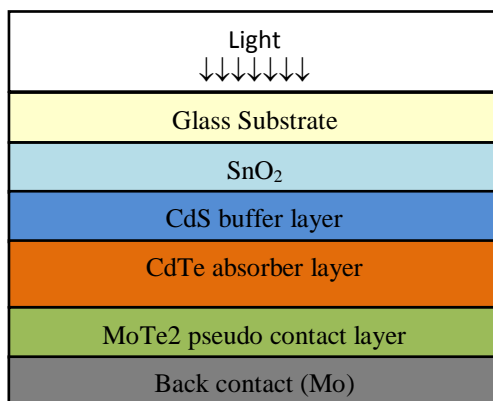 Light
Glass Substrate
SnO₂
CdS buffer layer
CdTe absorber layer
MoTe2 pseudo contact layer
Back contact (Mo)